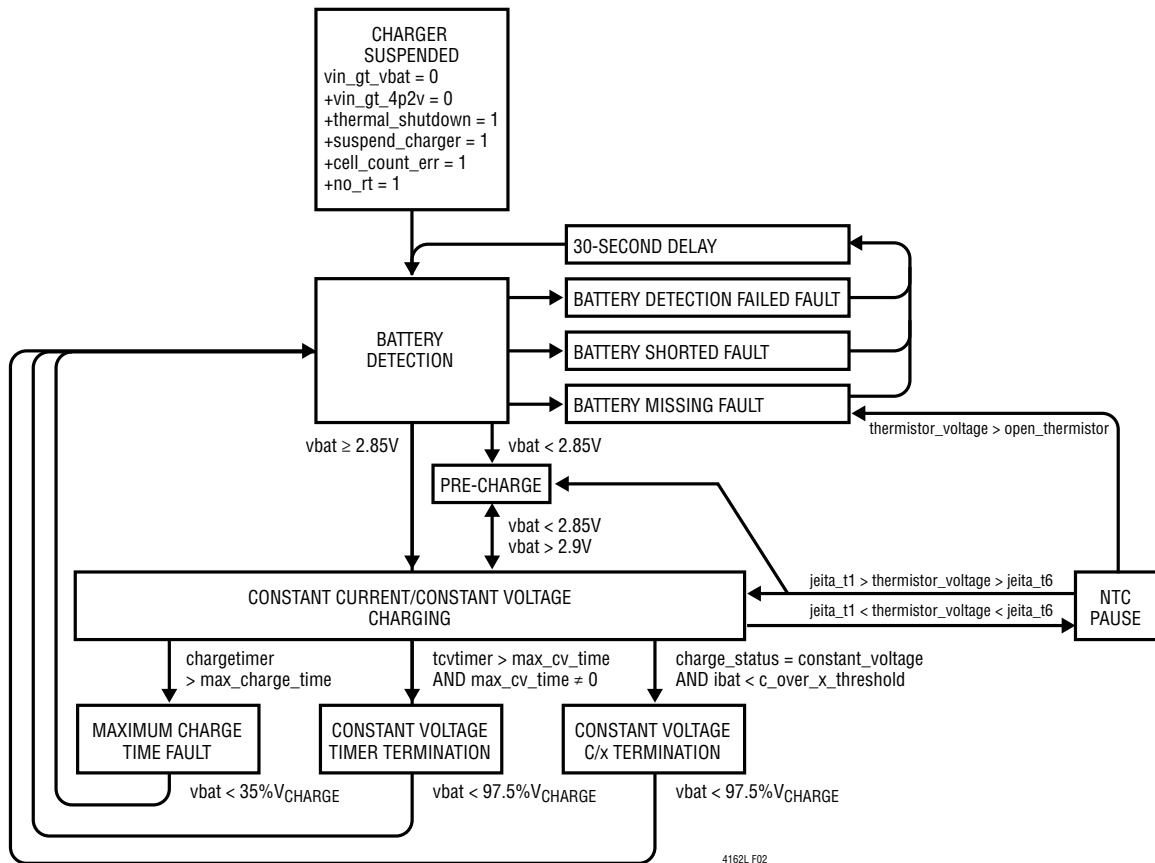 CHARGER
SUSPENDED
vin_gt_vbat = 0
+vin_gt_4p2v = 0
+thermal_shutdown = 1
+suspend_charger = 1
+cell_count_err = 1
+no_rt = 1
30-SECOND DELAY
BATTERY DETECTION FAILED FAULT
BATTERY
DETECTION
BATTERY SHORTED FAULT
BATTERY MISSING FAULT
thermistor_voltage > open_thermistor
vbat ≥ 2.85V
vbat < 2.85V
PRE-CHARGE
vbat < 2.85V
vbat > 2.9V
CONSTANT CURRENT/CONSTANT VOLTAGE
CHARGING
jeita_t1 > thermistor_voltage > jeita_t6
jeita_t1 < thermistor_voltage < jeita_t6
NTC
PAUSE
chargetimer
> max_charge_time
tcvtimer > max_cv_time
AND max_cv_time ≠ 0
charge_status = constant_voltage
AND ibat < c_over_x_threshold
MAXIMUM CHARGE
TIME FAULT
CONSTANT VOLTAGE
TIMER TERMINATION
CONSTANT VOLTAGE
C/x TERMINATION
vbat < 35%VCHARGE
vbat < 97.5%VCHARGE
vbat < 97.5%VCHARGE
4162L F02